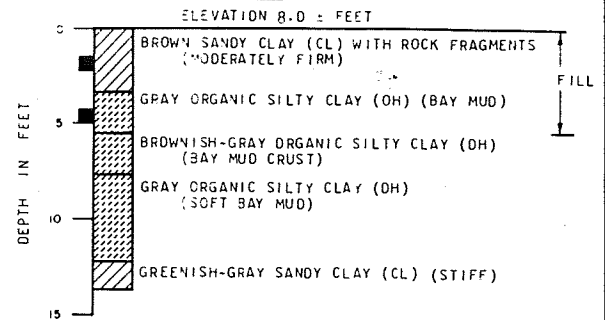 ELEVATION 8.0 ± FEET
0
BROWN SANDY CLAY (CL) WITH ROCK FRAGMENTS
(MODERATELY FIRM)
FILL
GRAY ORGANIC SILTY CLAY (OH) (BAY MUD)
5
BROWNISH-GRAY ORGANIC SILTY CLAY (OH)
(BAY MUD CRUST)
GRAY ORGANIC SILTY CLAY (OH)
(SOFT BAY MUD)
DEPTH IN FEET
10
GREENISH-GRAY SANDY CLAY (CL) (STIFF)
15